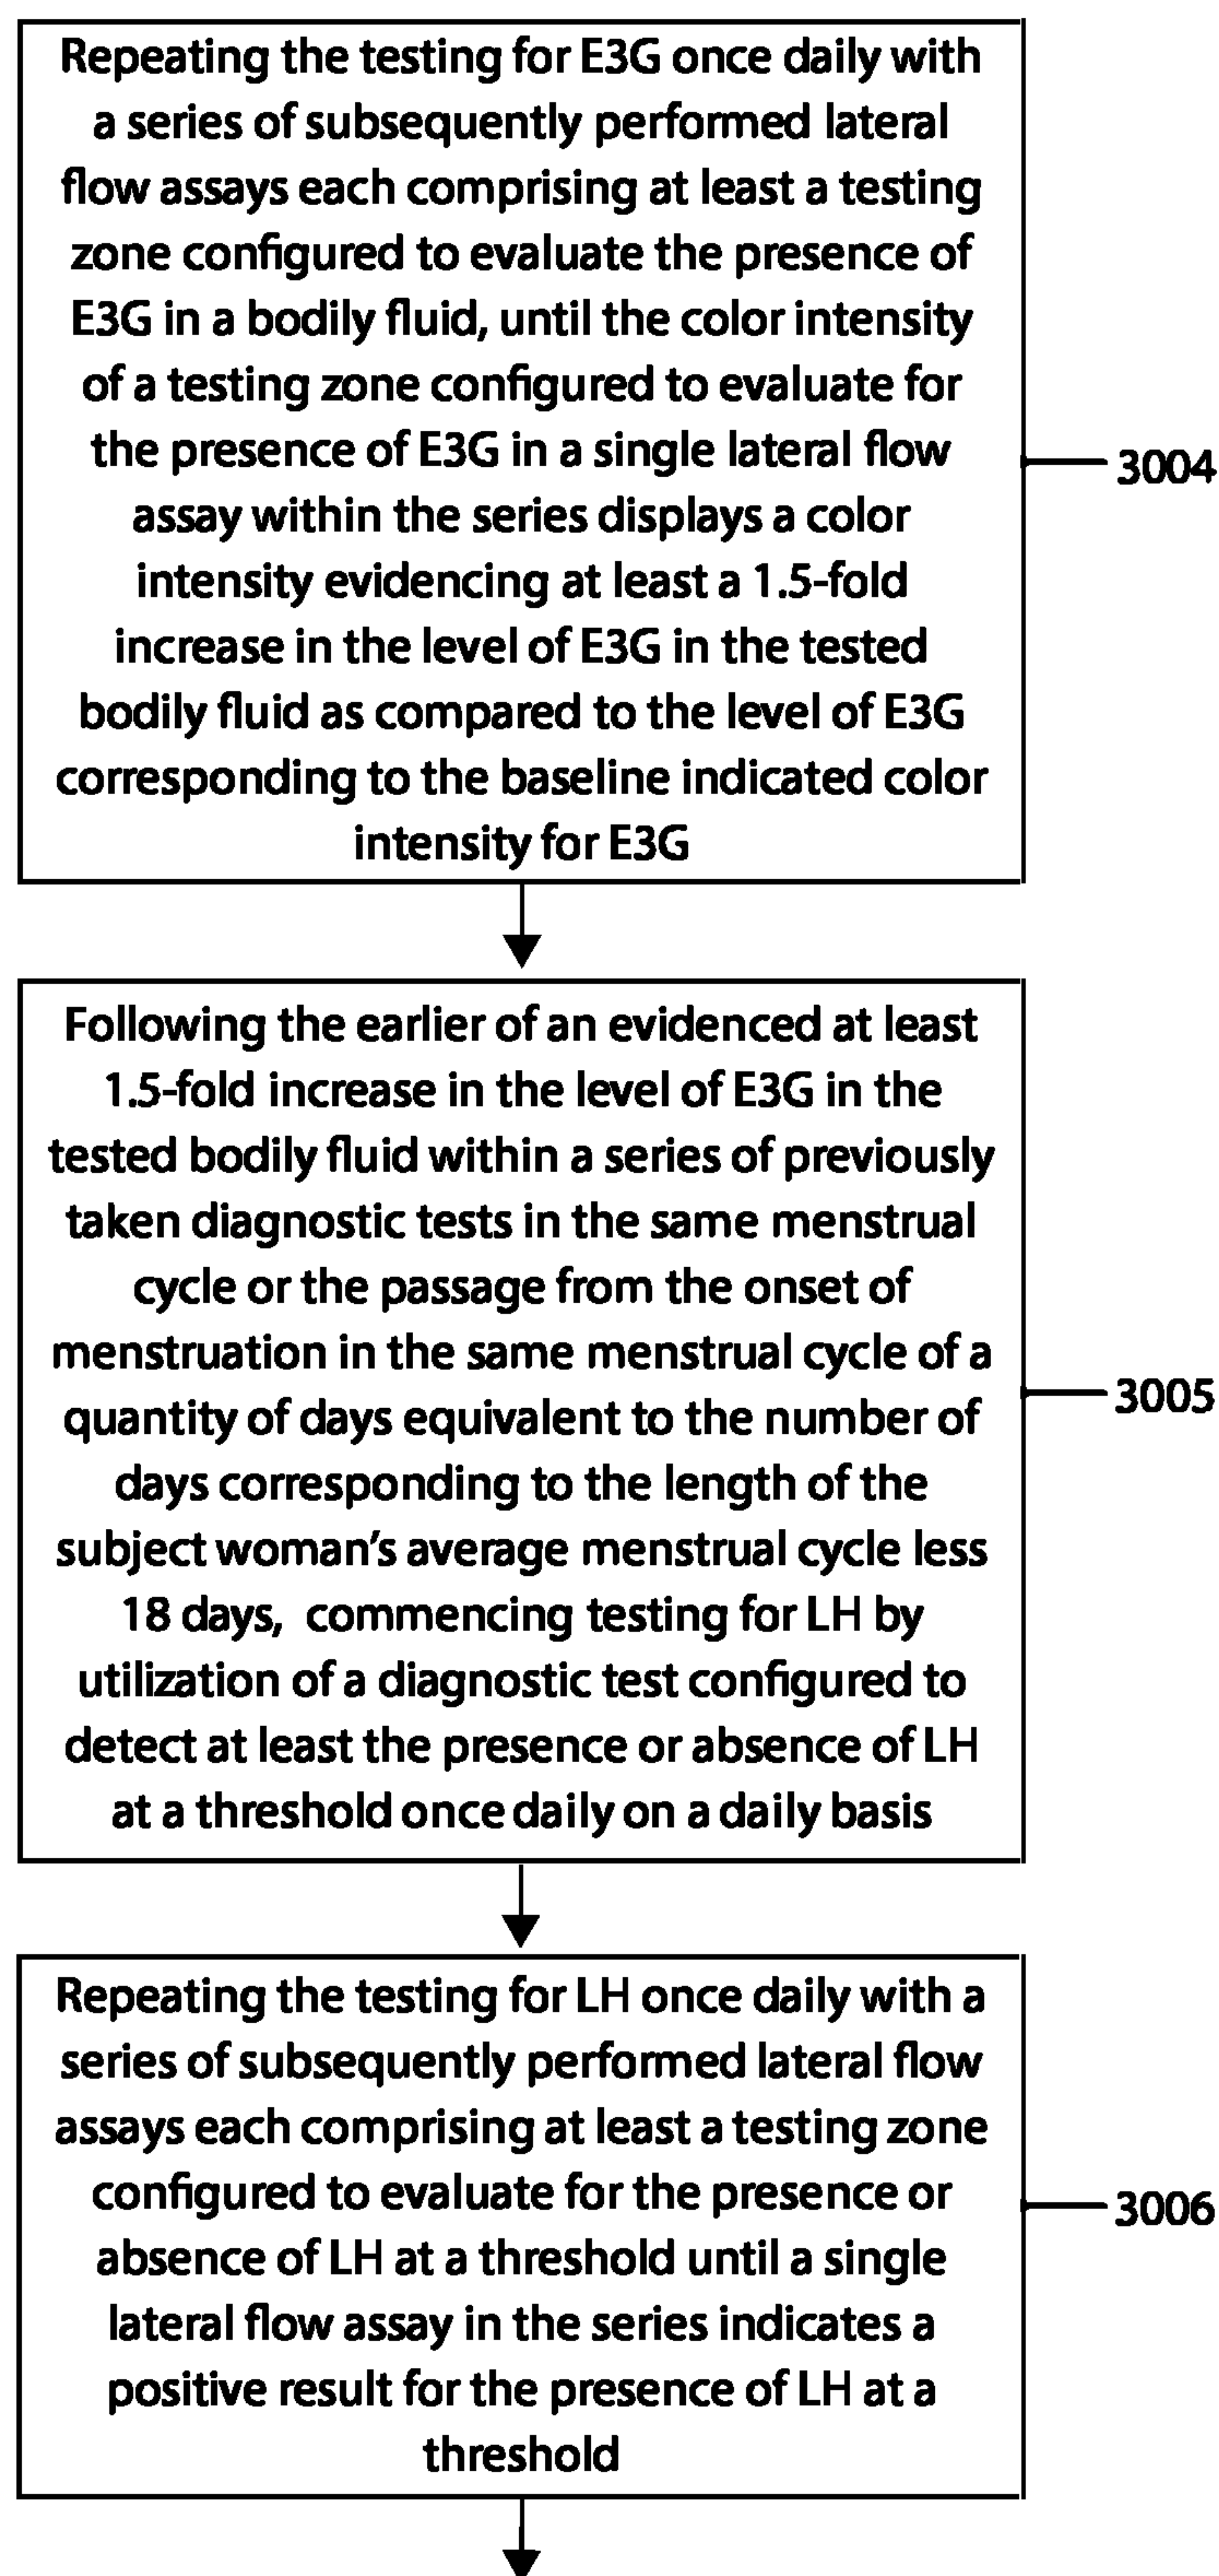 Repeating the testing for E3G once daily with
a series of subsequently performed lateral
flow assays each comprising at least a testing
zone configured to evaluate the presence of
E3G in a bodily fluid, until the color intensity
of a testing zone configured to evaluate for
the presence of E3G in a single lateral flow
assay within the series displays a color
intensity evidencing at least a 1.5-fold
increase in the level of E3G in the tested
bodily fluid as compared to the level of E3G
corresponding to the baseline indicated color
intensity for E3G
3004
Following the earlier of an evidenced at least
1.5-fold increase in the level of E3G in the
tested bodily fluid within a series of previously
taken diagnostic tests in the same menstrual
cycle or the passage from the onset of
menstruation in the same menstrual cycle of a
quantity of days equivalent to the number of
days corresponding to the length of the
subject woman's average menstrual cycle less
18 days, commencing testing for LH by
utilization of a diagnostic test configured to
detect at least the presence or absence of LH
at a threshold once daily on a daily basis
3005
Repeating the testing for LH once daily with a
series of subsequently performed lateral flow
assays each comprising at least a testing zone
configured to evaluate for the presence or
absence of LH at a threshold until a single
lateral flow assay in the series indicates a
positive result for the presence of LH at a
threshold
3006